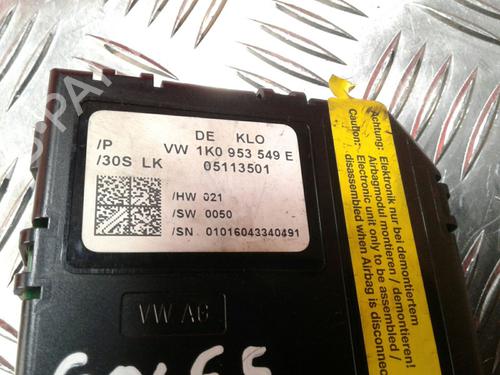 DE KLO
/P VW 1K0 953 549 E
/30S LK 05113501
/HW 021
/SW 0050
/SN 01016043340491
VW AG
Achtung: Elektronik nur bei demontiertem
Airbagmodul montieren / demontieren!
Caution: Electronic unit only to be assembled /
disassembled when Airbag is disconnec